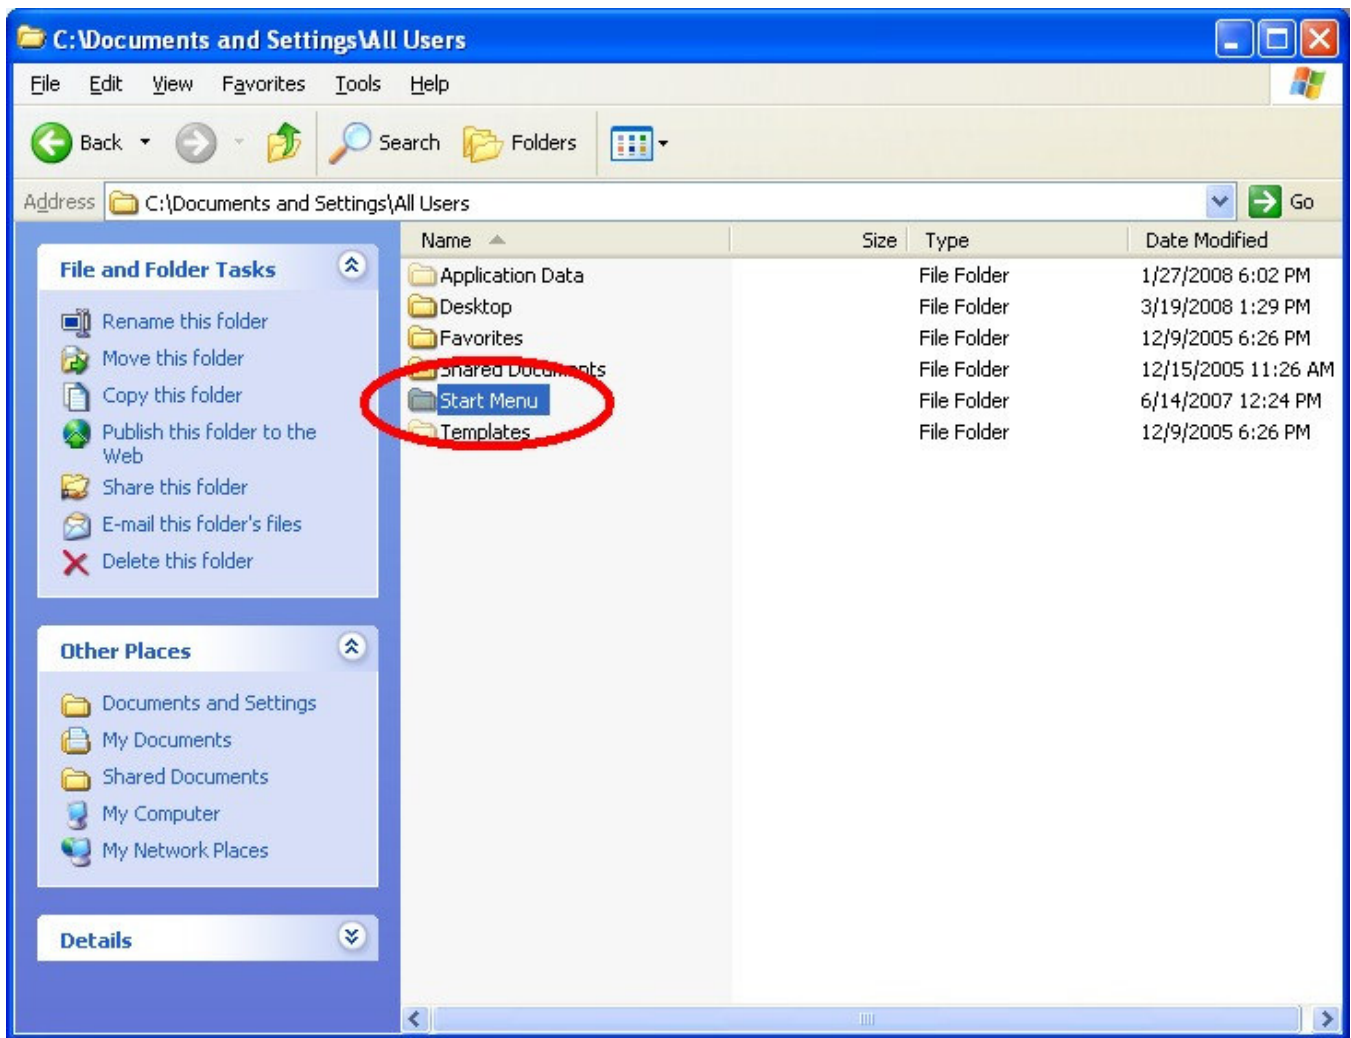 C:\Documents and Settings\All Users
File Edit View Favorites Tools Help
Back Search Folders
Address C:\Documents and Settings\All Users Go
File and Folder Tasks
Rename this folder
Move this folder
Copy this folder
Publish this folder to the
Web
Share this folder
E-mail this folder's files
Delete this folder
Other Places
Documents and Settings
My Documents
Shared Documents
My Computer
My Network Places
Details
Name Size Type Date Modified
Application Data File Folder 1/27/2008 6:02 PM
Desktop File Folder 3/19/2008 1:29 PM
Favorites File Folder 12/9/2005 6:26 PM
Shared Documents File Folder 12/15/2005 11:26 AM
Start Menu File Folder 6/14/2007 12:24 PM
Templates File Folder 12/9/2005 6:26 PM